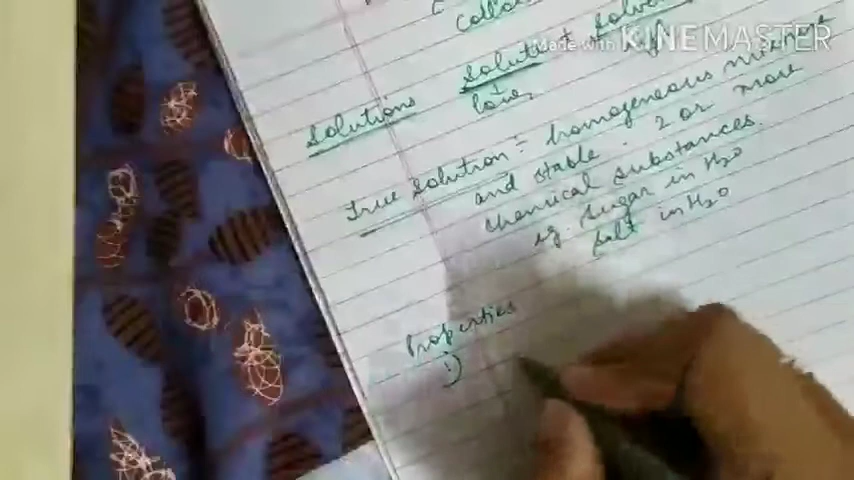 Solute + Solvent
Made with KINEMASTER
Solutions
True Solution:- homogeneous mixture
and stable. 2 or more
chemical substances.
eg. Sugar in H2O
Salt in H2O
Properties
1)